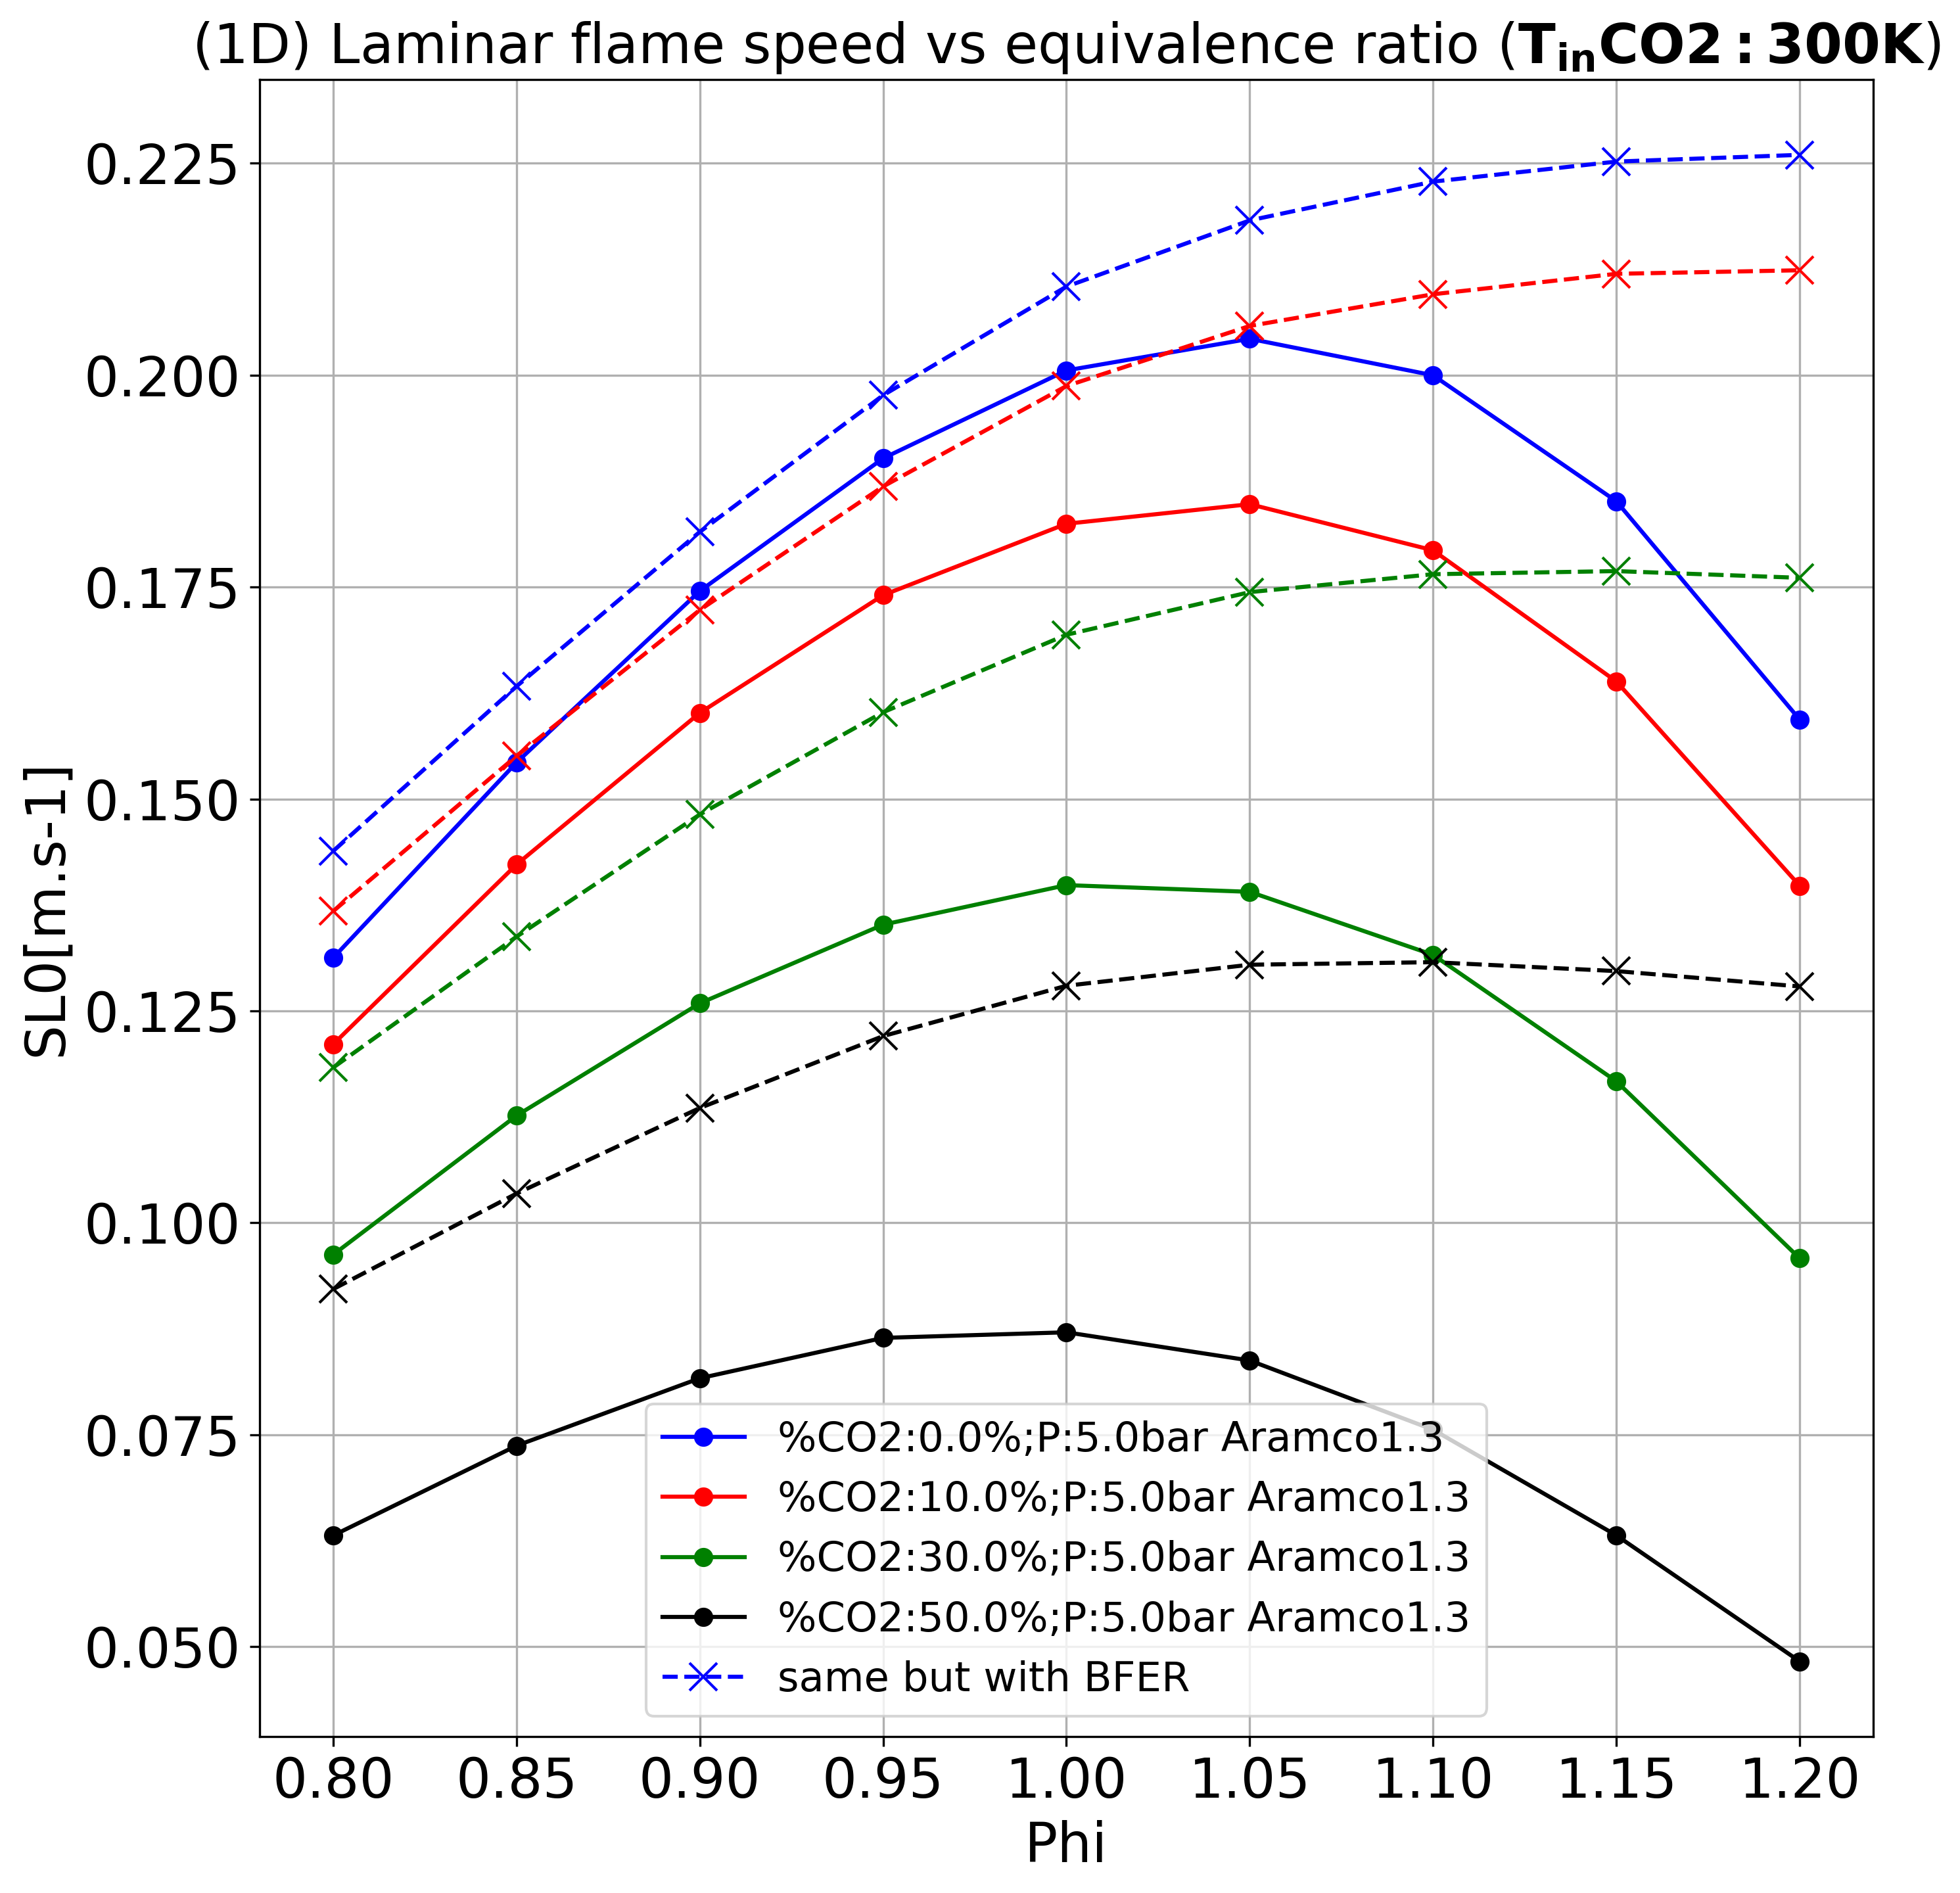 (1D) Laminar flame speed vs equivalence ratio (TinCO2 : 300K)
SL0[m.s-1]
0.225
0.200
0.175
0.150
0.125
0.100
0.075
0.050
%CO2:0.0%;P:5.0bar Aramco1.3
%CO2:10.0%;P:5.0bar Aramco1.3
%CO2:30.0%;P:5.0bar Aramco1.3
%CO2:50.0%;P:5.0bar Aramco1.3
same but with BFER
0.80 0.85 0.90 0.95 1.00 1.05 1.10 1.15 1.20
Phi